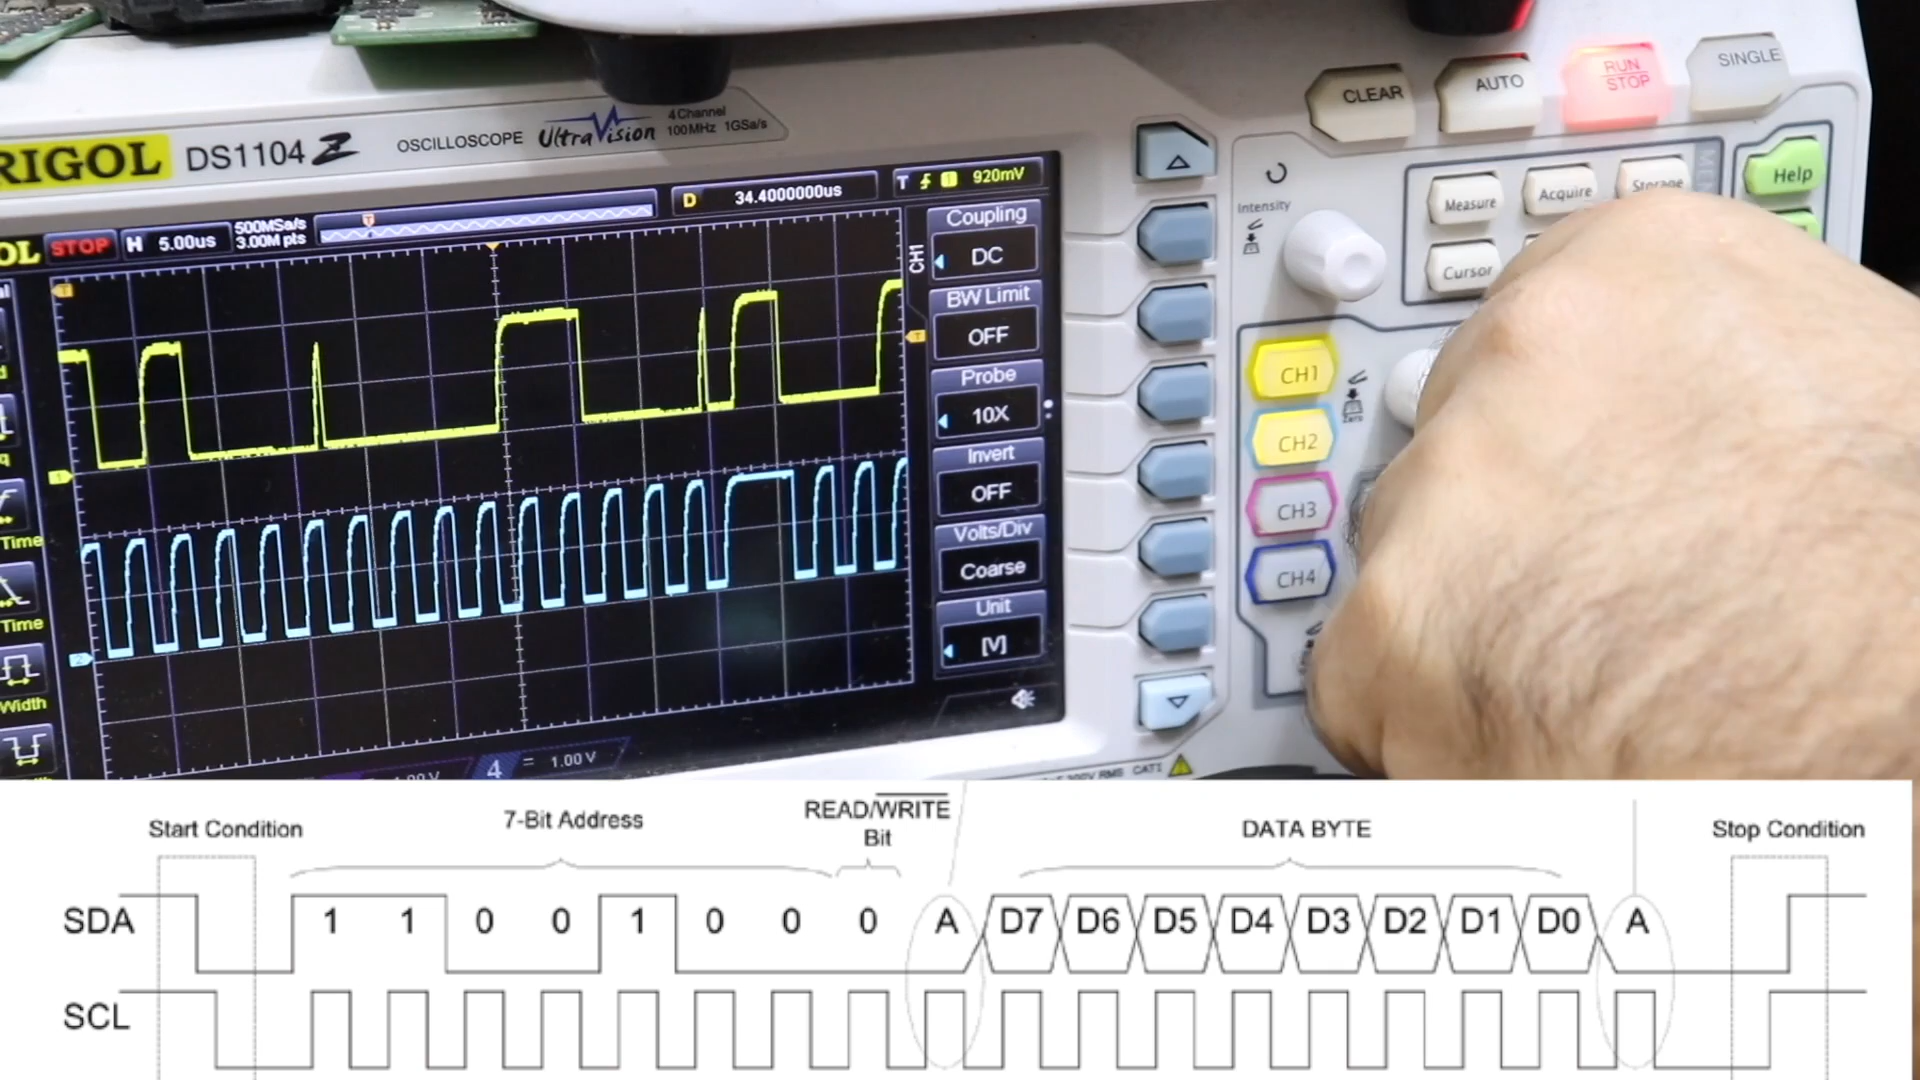 CLEAR AUTO RUN STOP SINGLE
RIGOL DS1104 Z OSCILLOSCOPE UltraVision 4 Channel
100MHz 1GSa/s
STOP H 5.00us 500MSa/s
3.00M pts
D 34.4000000us T 1 920mV
CH1
Coupling
DC
BW Limit
OFF
Probe
10X
Invert
OFF
Volts/Div
Coarse
Unit
[V]
Time
Time
Width
4 = 1.00 V
Intensity
Measure Acquire Storage
Cursor
Help
CH1
CH2
CH3
CH4
CAT I
Start Condition 7-Bit Address READ/WRITE
Bit
DATA BYTE Stop Condition
SDA 1 1 0 0 1 0 0 0 A D7 D6 D5 D4 D3 D2 D1 D0 A
SCL